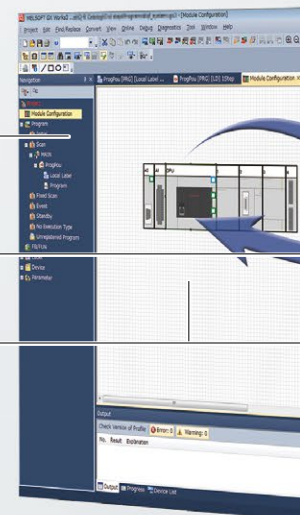 MELSOFT GX Works3
[Module Configuration]
Project Edit Find/Replace Convert View Online Debug Diagnostics Tool Window
Navigation
ProgPou [PRG] [Local Label ...
ProgPou [PRG] [LD] 1Step
Module Configuration
Project
Module Configuration
Program
Initial
Scan
MAIN
ProgPou
Local Label
Program
Fixed Scan
Event
Standby
No Execution Type
Unregistered Program
FB/FUN
Label
Device
Parameter
CPU
Output
Check Version of Profile
Error: 0
Warning: 0
No. Result Explanation
Output
Progress
Device List